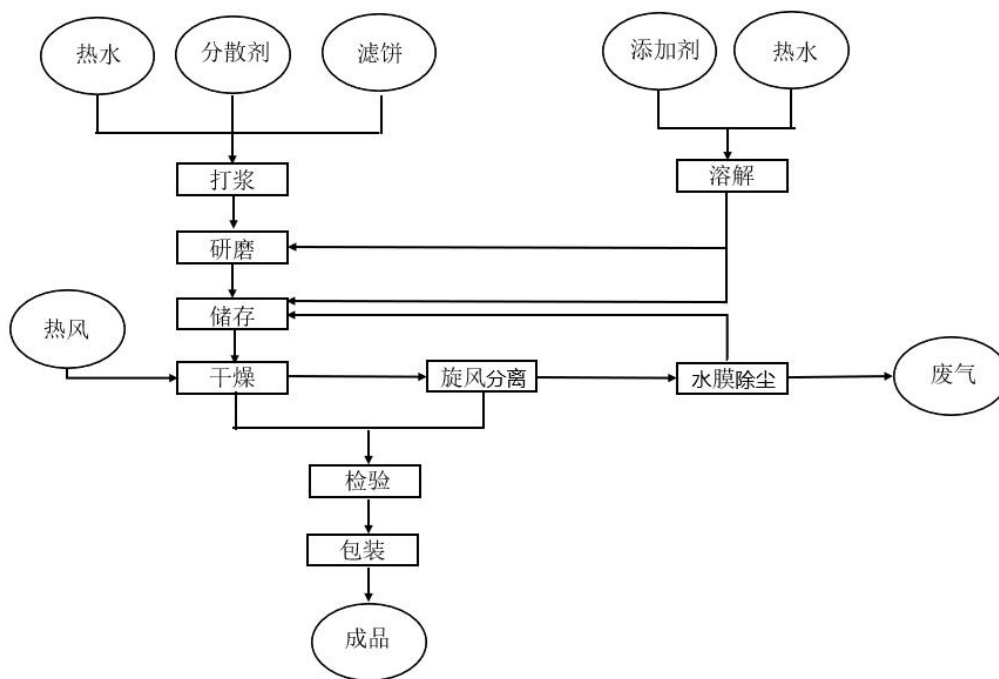 热水
分散剂
滤饼
添加剂
热水
打浆
溶解
研磨
储存
热风
干燥
旋风分离
水膜除尘
废气
检验
包装
成品